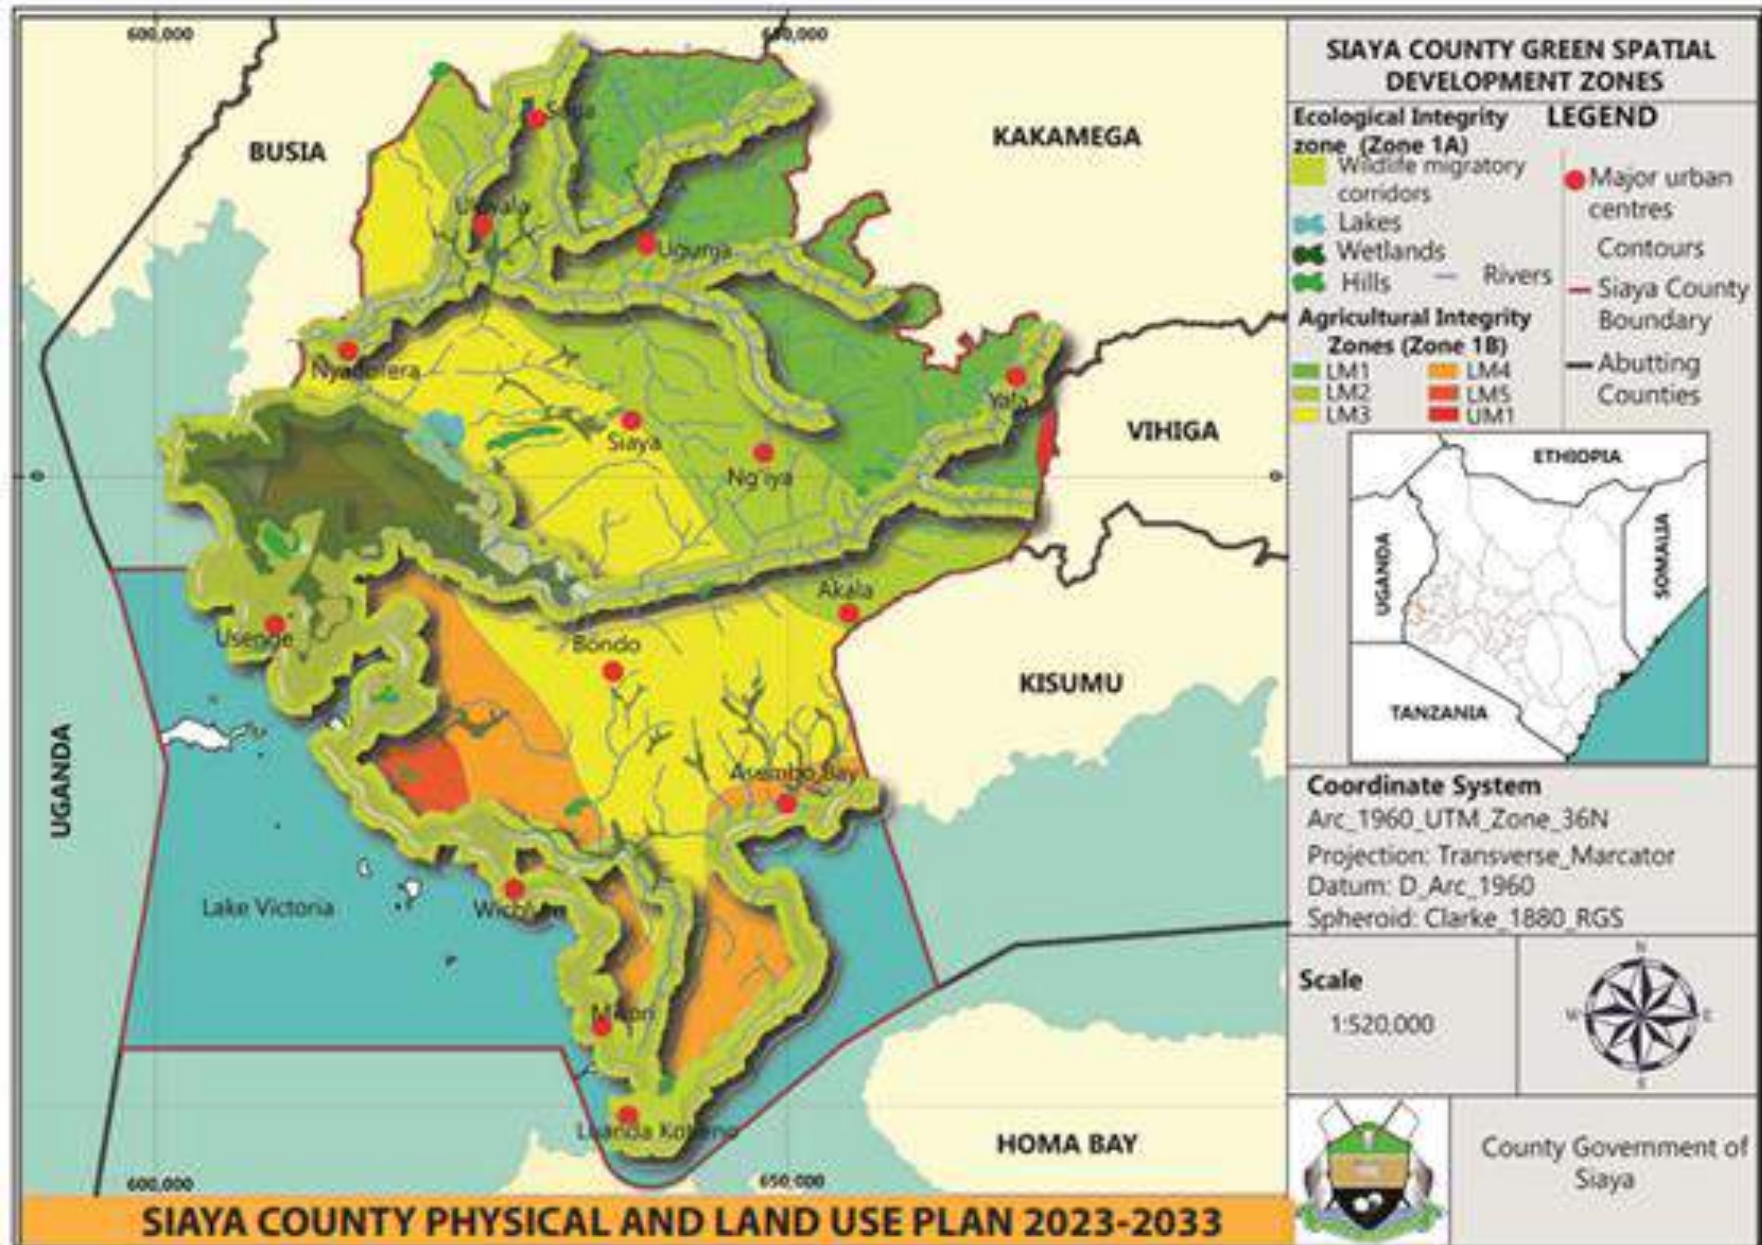 600,000
BUSIA
KAKAMEGA
Ugunja
Nyadorera
Siaya
Ng'iya
Yala
VIHIGA
0
0
Akala
Usenge
Bondo
KISUMU
Asembo Bay
UGANDA
Lake Victoria
HOMA BAY
600,000
650,000
SIAYA COUNTY PHYSICAL AND LAND USE PLAN 2023-2033
SIAYA COUNTY GREEN SPATIAL
DEVELOPMENT ZONES
LEGEND
Ecological Integrity
zone (Zone 1A)
Wildlife migratory
corridors
Lakes
Wetlands
Hills
Rivers
Major urban
centres
Contours
Siaya County
Boundary
Abutting
Counties
Agricultural Integrity
Zones (Zone 1B)
LM1
LM2
LM3
LM4
LM5
UM1
ETHIOPIA
UGANDA
SOMALIA
TANZANIA
Coordinate System
Arc_1960_UTM_Zone_36N
Projection: Transverse_Marcator
Datum: D_Arc_1960
Spheroid: Clarke_1880_RGS
Scale
1:520,000
N
W
E
S
County Government of
Siaya